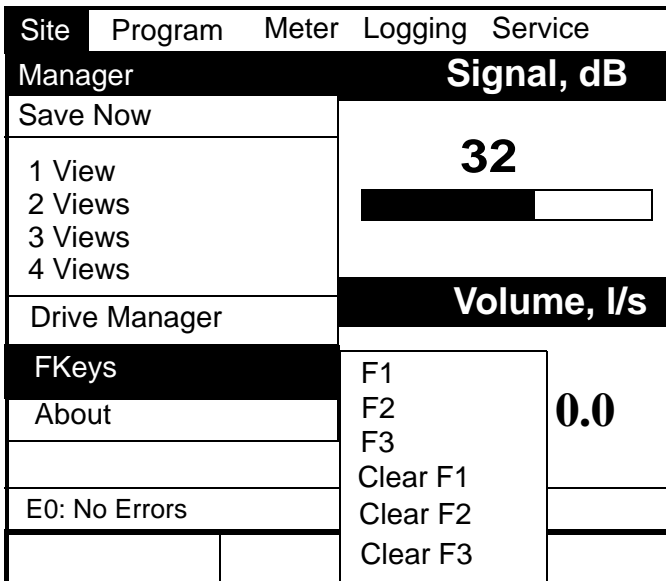 Site Program Meter Logging Service
Manager
Signal, dB
Save Now
32
1 View
2 Views
3 Views
4 Views
Volume, l/s
Drive Manager
FKeys
F1
F2
F3
Clear F1
Clear F2
Clear F3
About
0.0
E0: No Errors